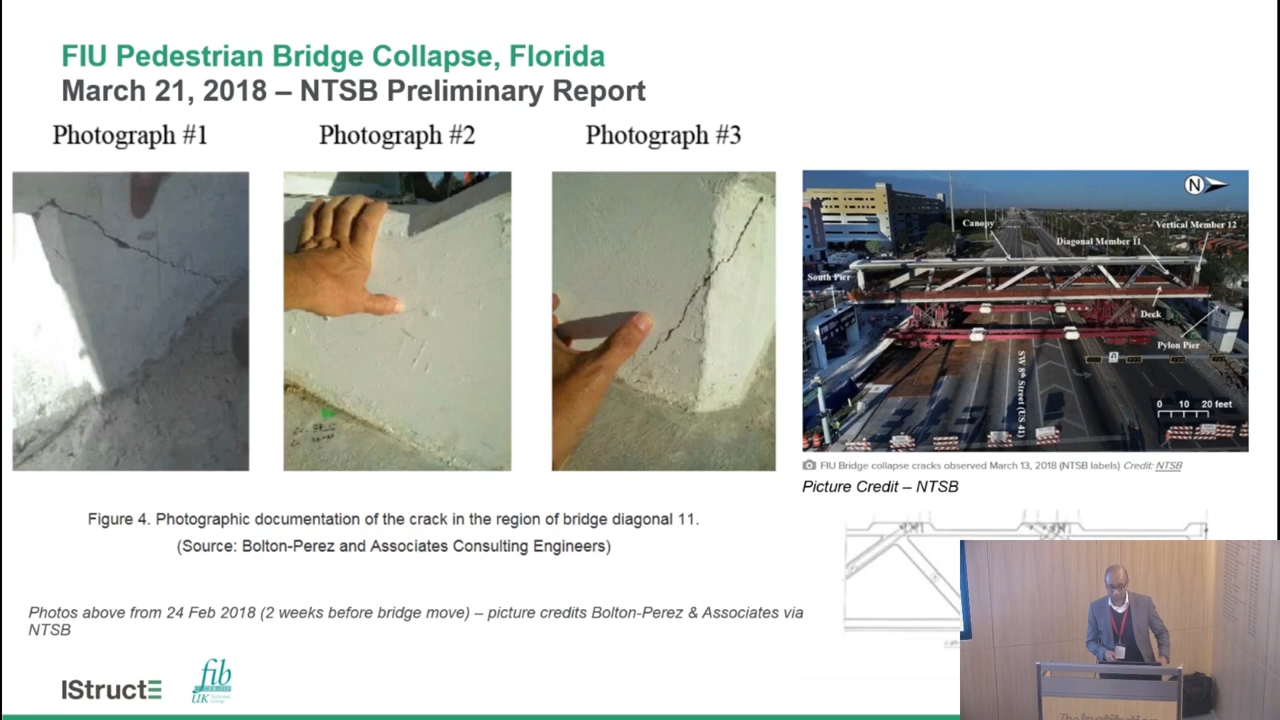 FIU Pedestrian Bridge Collapse, Florida
March 21, 2018 – NTSB Preliminary Report
Photograph #1
Photograph #2
Photograph #3
N
Canopy
Vertical Member 12
Diagonal Member 11
South Pier
Deck
Pylon Pier
SW 8th Street (US 41)
0 10 20 feet
FIU Bridge collapse cracks observed March 13, 2018 (NTSB labels) Credit: NTSB
Picture Credit – NTSB
Figure 4. Photographic documentation of the crack in the region of bridge diagonal 11.
(Source: Bolton-Perez and Associates Consulting Engineers)
Photos above from 24 Feb 2018 (2 weeks before bridge move) – picture credits Bolton-Perez & Associates via
NTSB
IStructE
fib
UK